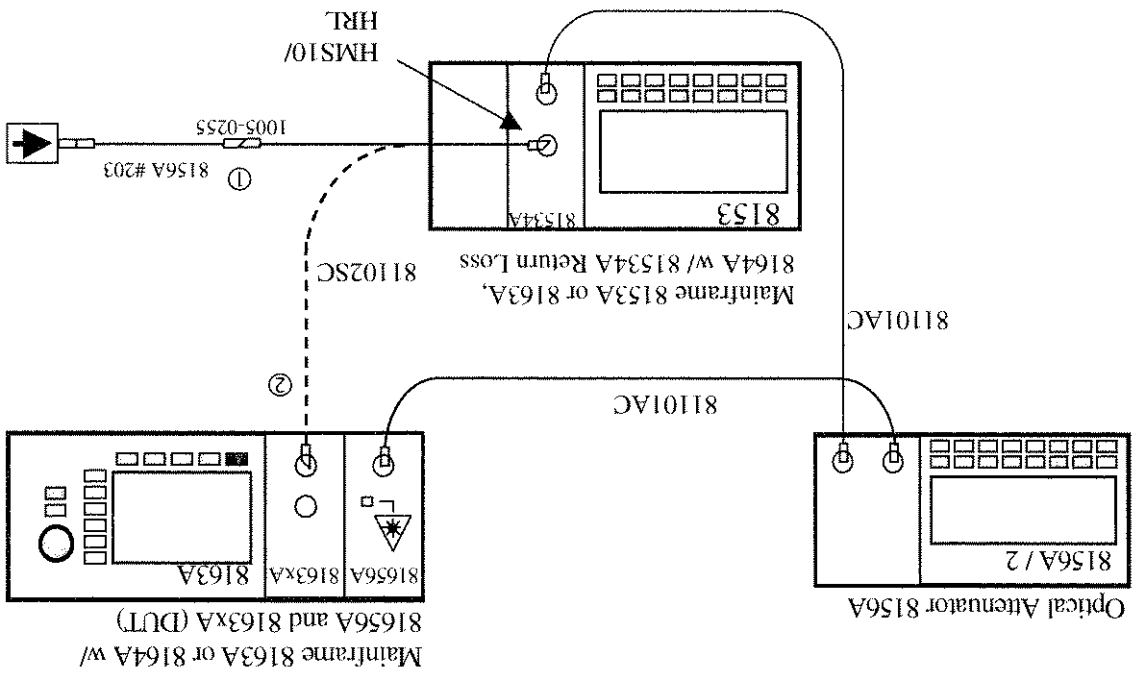 Mainframe 8163A or 8164A w/
81656A and 8163xA (DUT)
Optical Attenuator 8156A
81656A
8163xA
8163A
8156A / 2
81101AC
②
81101AC
81102SC
Mainframe 8153A or 8163A,
8164A w/ 81534A Return Loss
81534A
8153
①
8156A #203
1005-0255
HMS10/
HRL